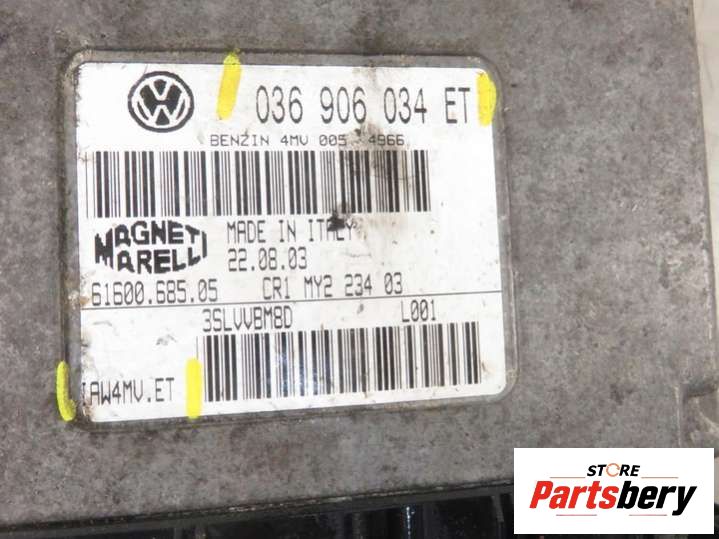 036 906 034 ET
BENZIN 4MV 005 4966
MAGNETI MARELLI
MADE IN ITALY
22.08.03
61600.685.05 CR1 MY2 234 03
3SLVVBM8D L001
IAW4MV.ET
STORE
Partsbery